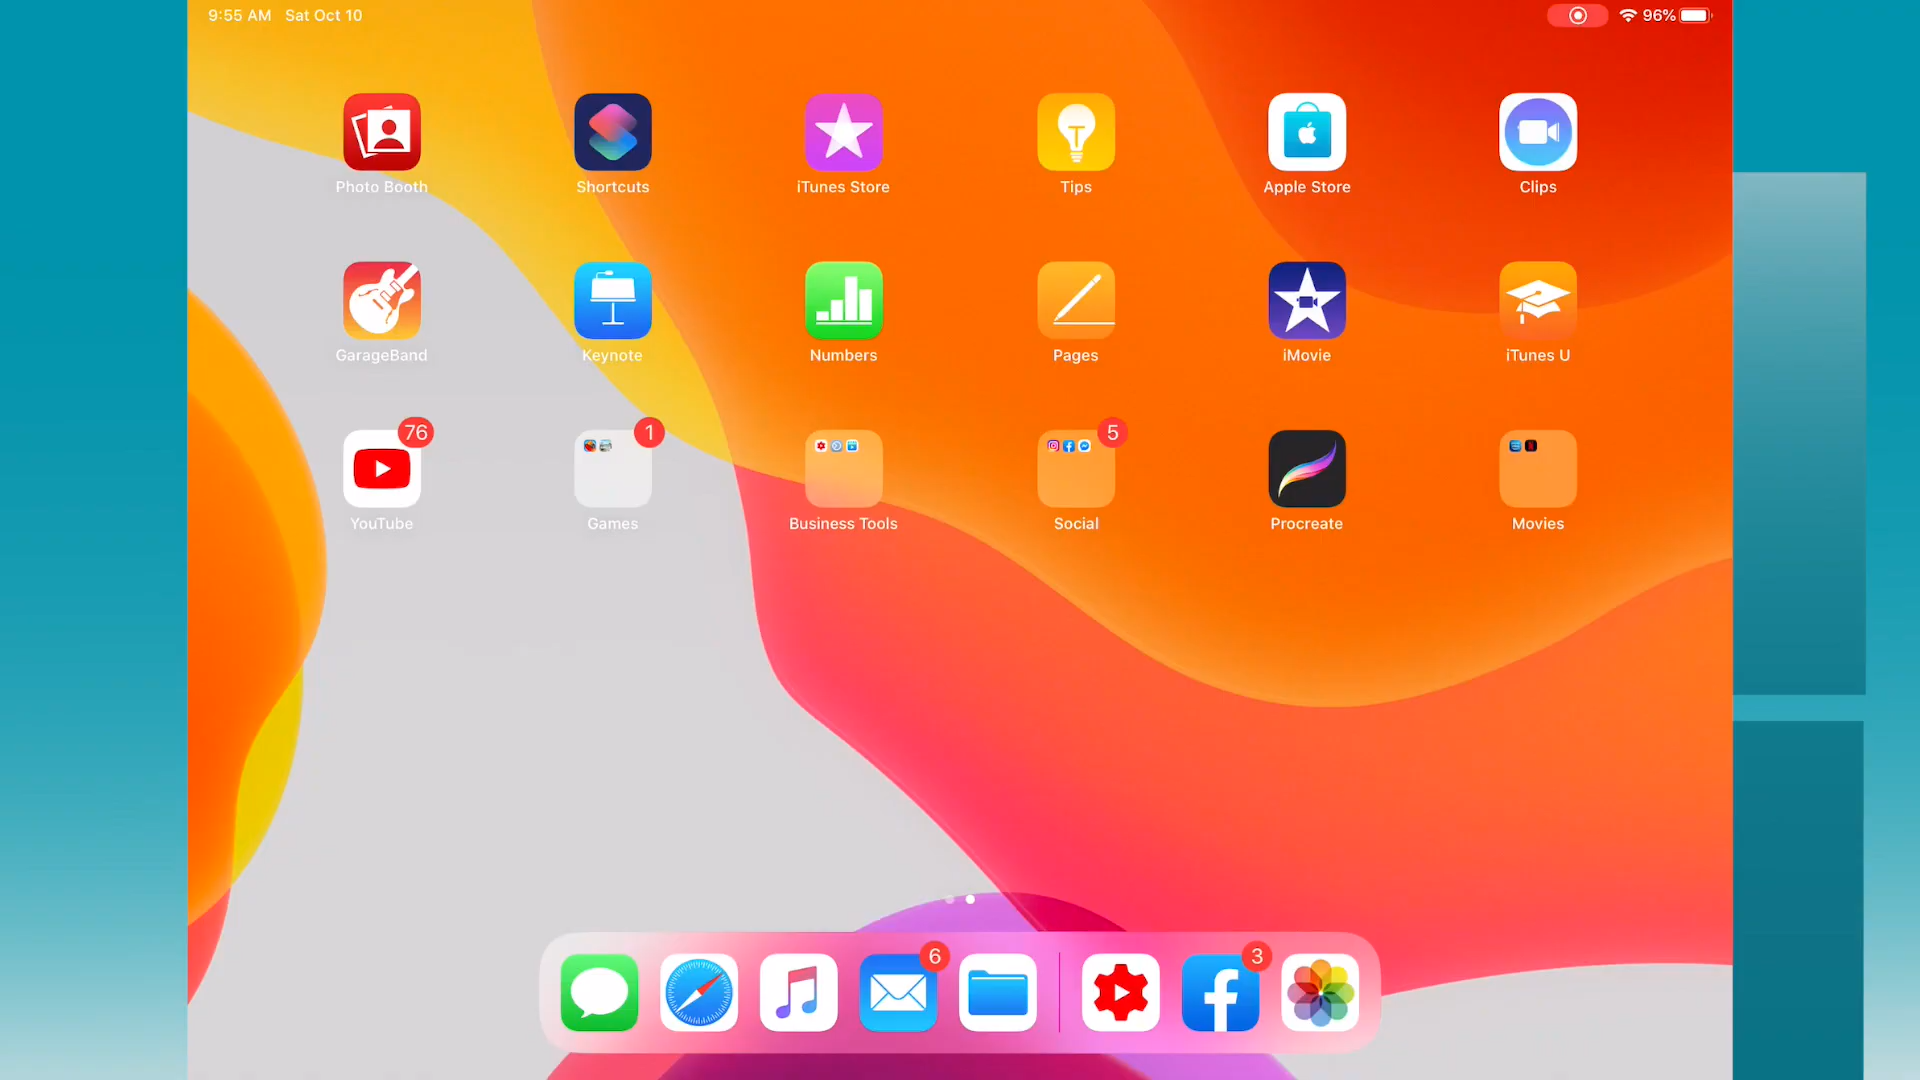 9:55 AM Sat Oct 10
96%
Photo Booth
Shortcuts
iTunes Store
Tips
Apple Store
Clips
GarageBand
Keynote
Numbers
Pages
iMovie
iTunes U
76
1
5
YouTube
Games
Business Tools
Social
Procreate
Movies
6
3